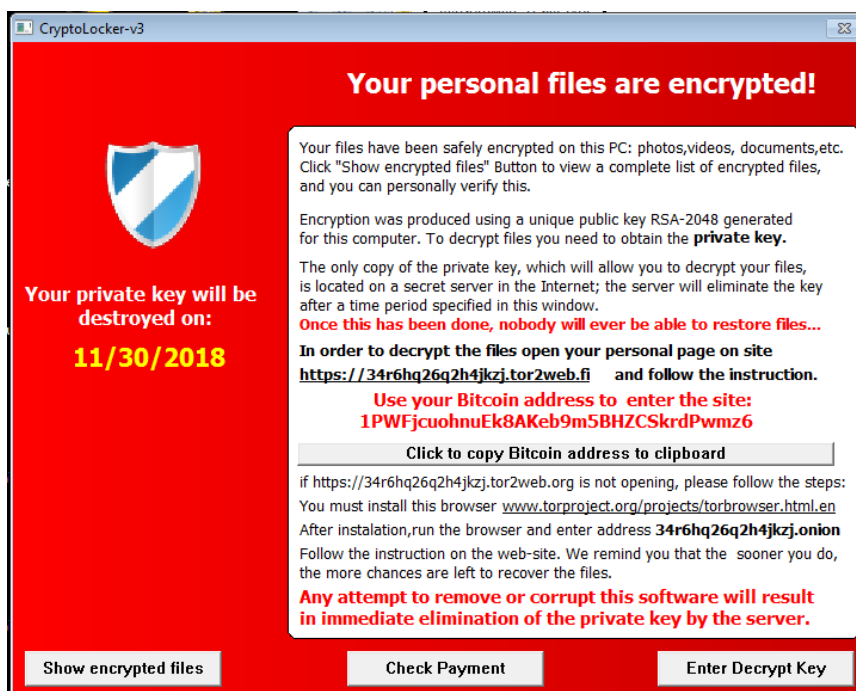 CryptoLocker-v3
Your personal files are encrypted!
Your private key will be
destroyed on:
11/30/2018
Your files have been safely encrypted on this PC: photos,videos, documents,etc.
Click "Show encrypted files" Button to view a complete list of encrypted files,
and you can personally verify this.
Encryption was produced using a unique public key RSA-2048 generated
for this computer. To decrypt files you need to obtain the private key.
The only copy of the private key, which will allow you to decrypt your files,
is located on a secret server in the Internet; the server will eliminate the key
after a time period specified in this window.
Once this has been done, nobody will ever be able to restore files...
In order to decrypt the files open your personal page on site
https://34r6hq26q2h4jkzj.tor2web.fi and follow the instruction.
Use your Bitcoin address to enter the site:
1PWFjcuohnuEk8AKeb9m5BHZCSkrdPwmz6
Click to copy Bitcoin address to clipboard
if https://34r6hq26q2h4jkzj.tor2web.org is not opening, please follow the steps:
You must install this browser www.torproject.org/projects/torbrowser.html.en
After instalation,run the browser and enter address 34r6hq26q2h4jkzj.onion
Follow the instruction on the web-site. We remind you that the sooner you do,
the more chances are left to recover the files.
Any attempt to remove or corrupt this software will result
in immediate elimination of the private key by the server.
Show encrypted files
Check Payment
Enter Decrypt Key